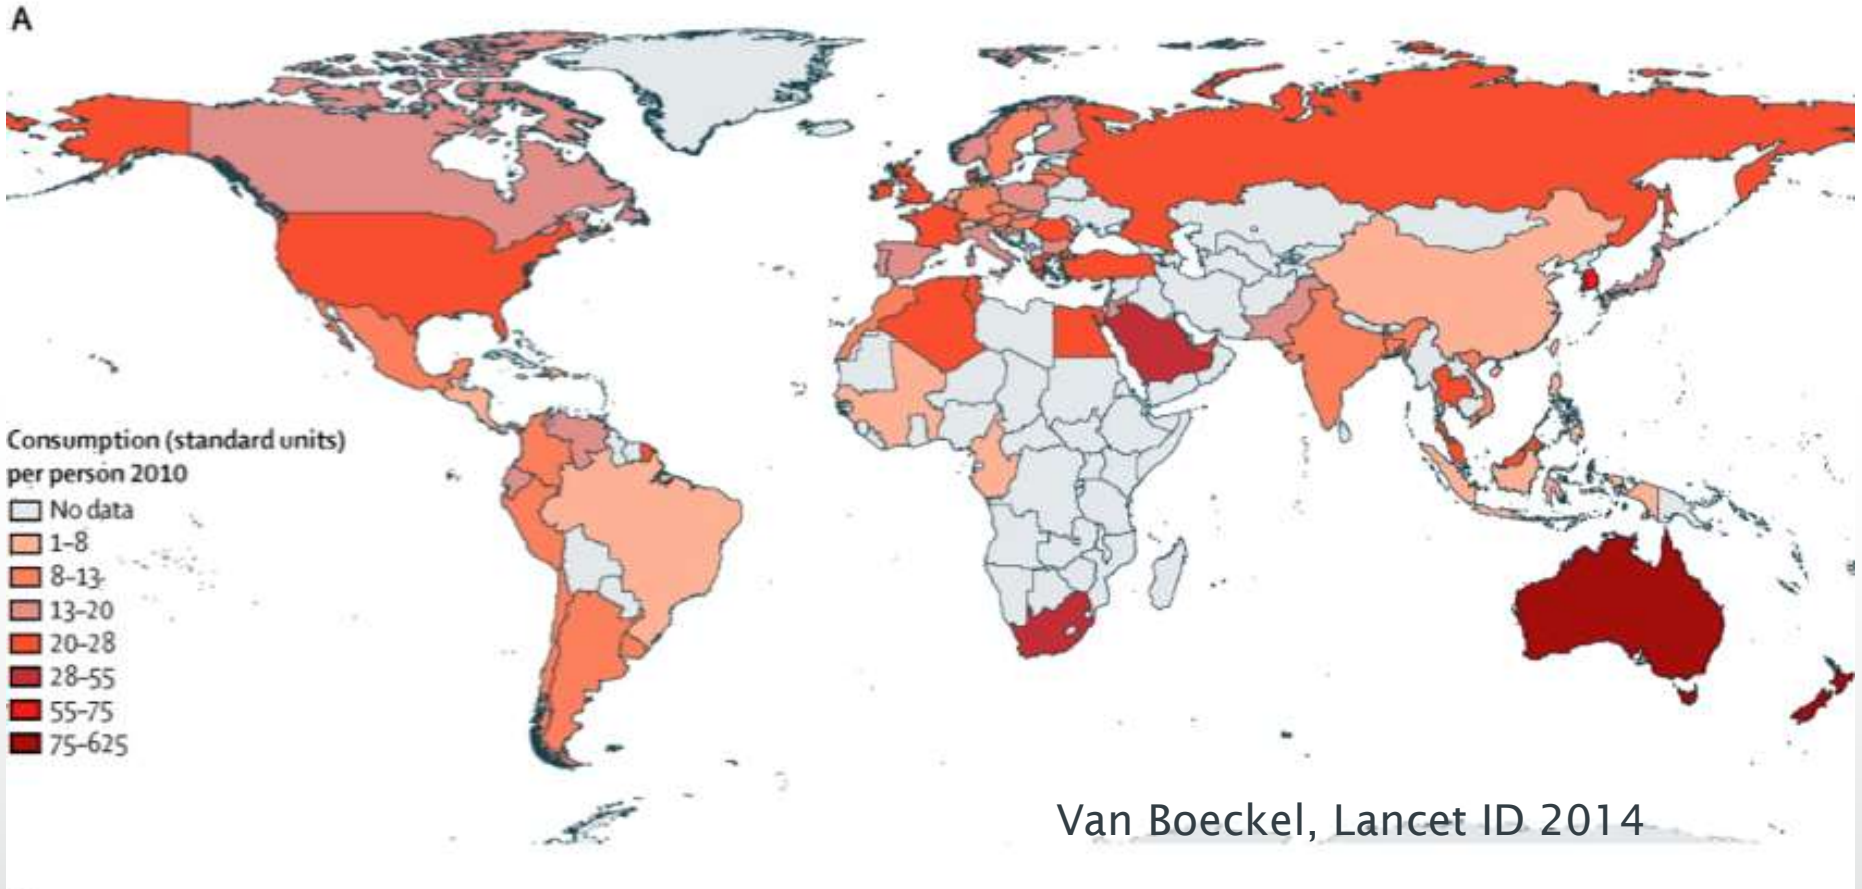 A
Consumption (standard units)
per person 2010
No data
1–8
8–13
13–20
20–28
28–55
55–75
75–625
Van Boeckel, Lancet ID 2014